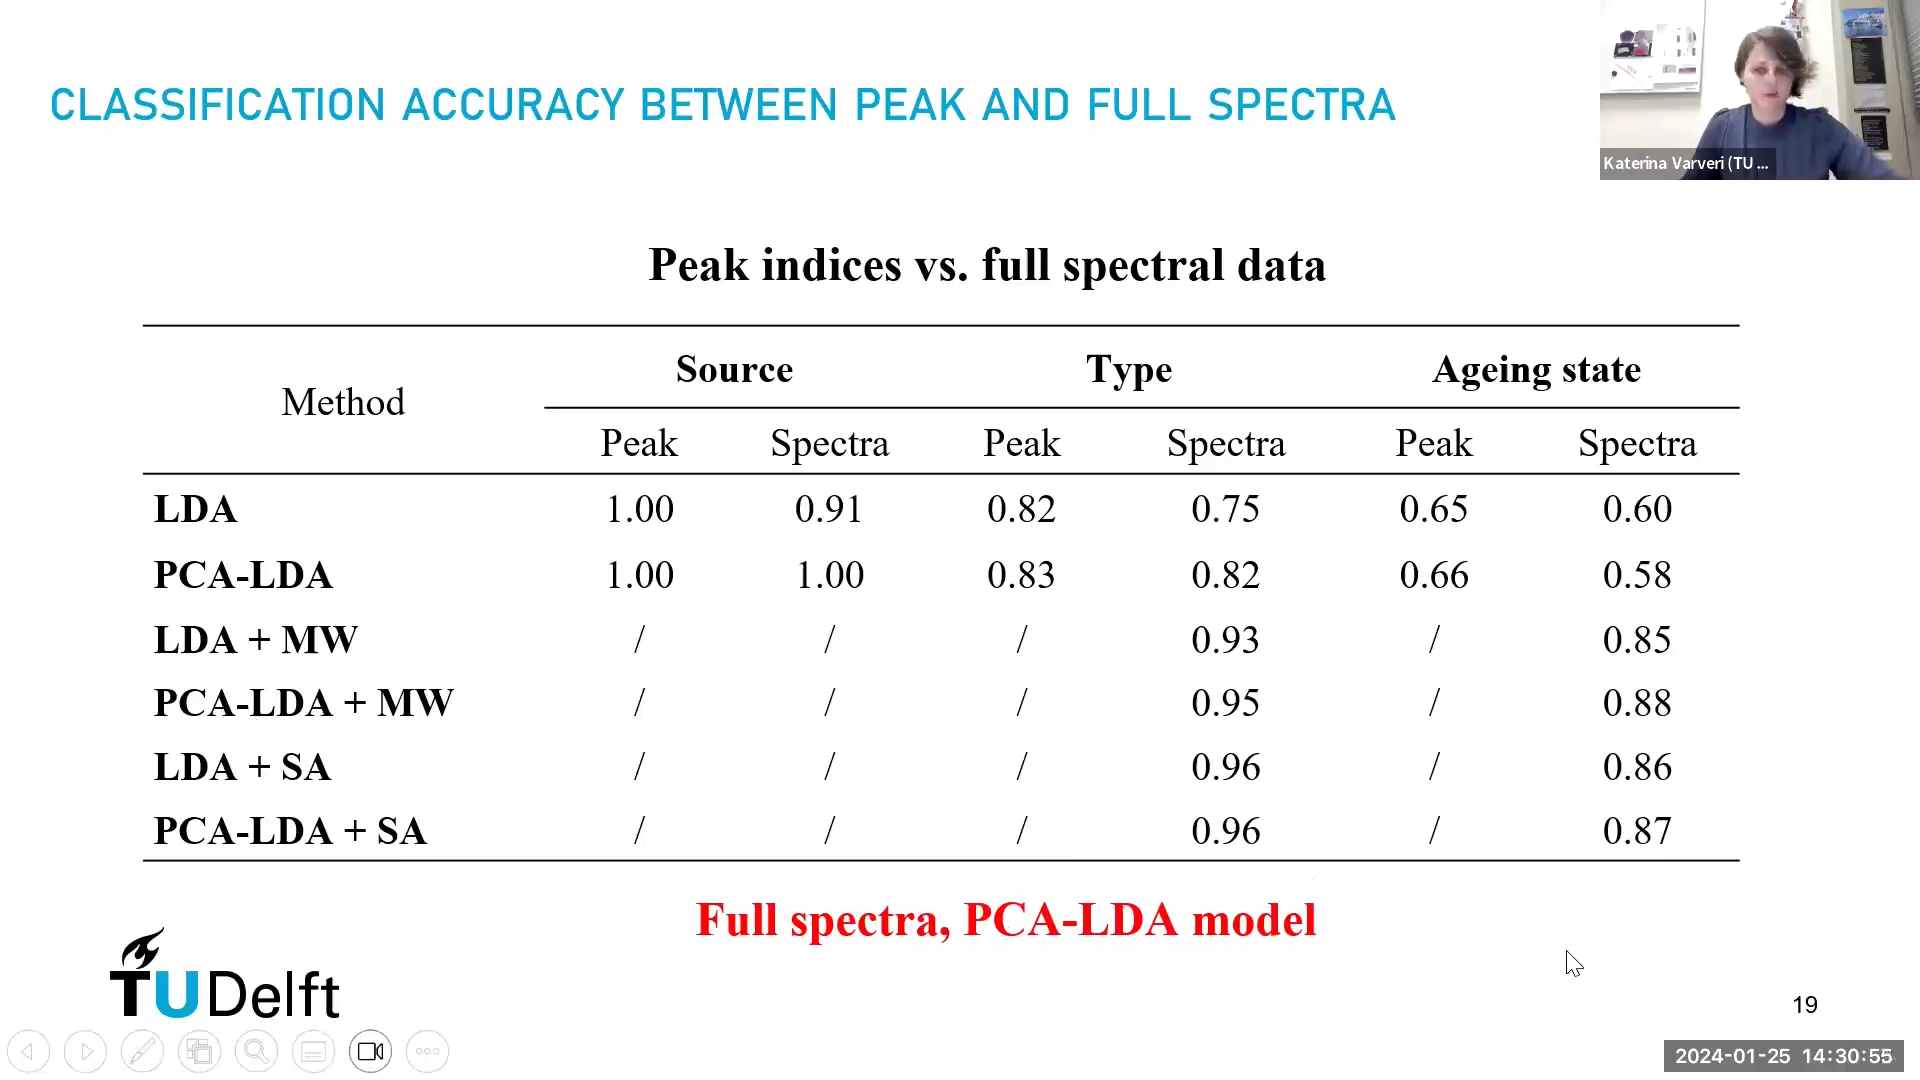 CLASSIFICATION ACCURACY BETWEEN PEAK AND FULL SPECTRA
Katerina Varveri (TU ...
Peak indices vs. full spectral data
Method Source Type Ageing state
Peak Spectra Peak Spectra Peak Spectra
LDA 1.00 0.91 0.82 0.75 0.65 0.60
PCA-LDA 1.00 1.00 0.83 0.82 0.66 0.58
LDA + MW / / / 0.93 / 0.85
PCA-LDA + MW / / / 0.95 / 0.88
LDA + SA / / / 0.96 / 0.86
PCA-LDA + SA / / / 0.96 / 0.87
Full spectra, PCA-LDA model
TUDelft
19
2024-01-25 14:30:55